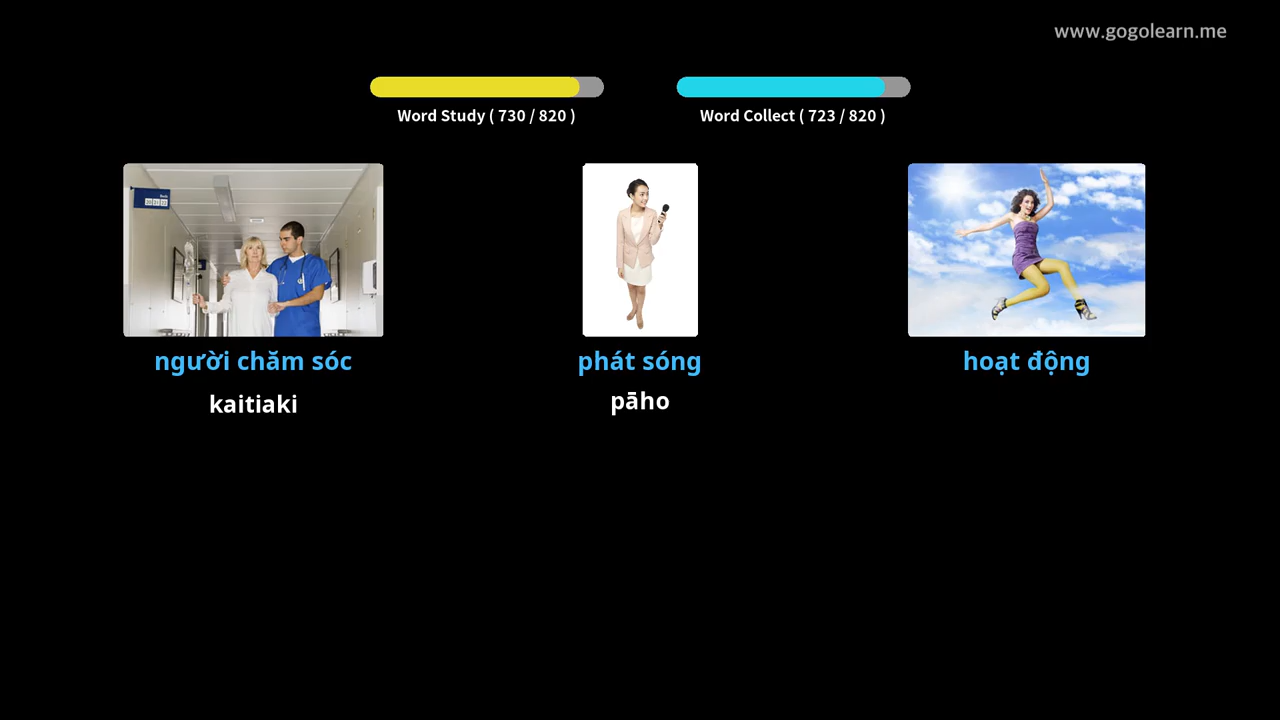 www.gogolearn.me
Word Study ( 730 / 820 )
Word Collect ( 723 / 820 )
người chăm sóc
phát sóng
hoạt động
kaitiaki
pāho